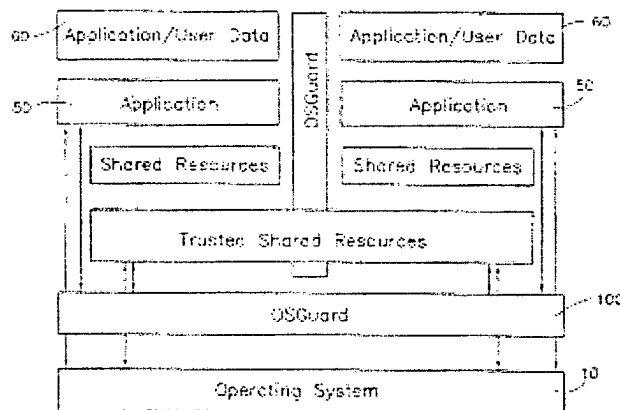 60
Application/User Data
Application/User Data
60
50
Application
Application
50
OSGuard
Shared Resources
Shared Resources
Trusted Shared Resources
OSGuard
100
Operating System
10